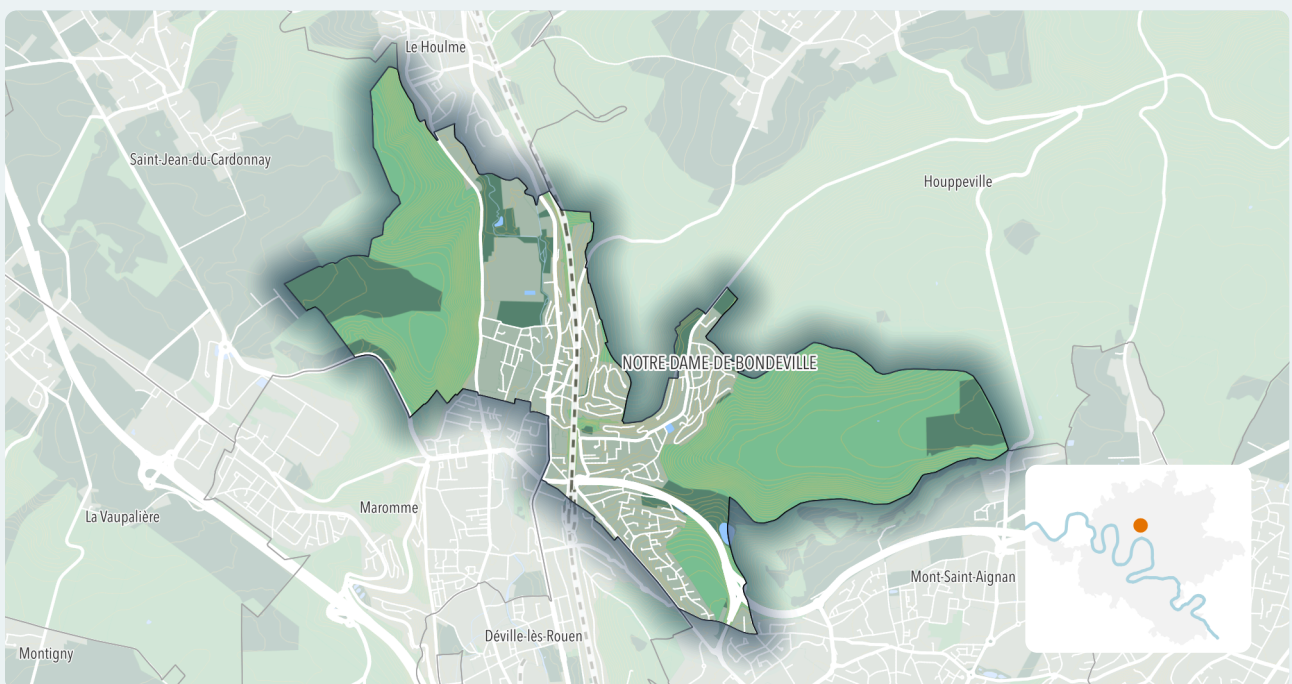 Le Houlme
Saint-Jean-du-Cardonnay
Houppeville
NOTRE-DAME-DE-BONDEVILLE
La Vaupalière
Maromme
Mont-Saint-Aignan
Déville-lès-Rouen
Montigny